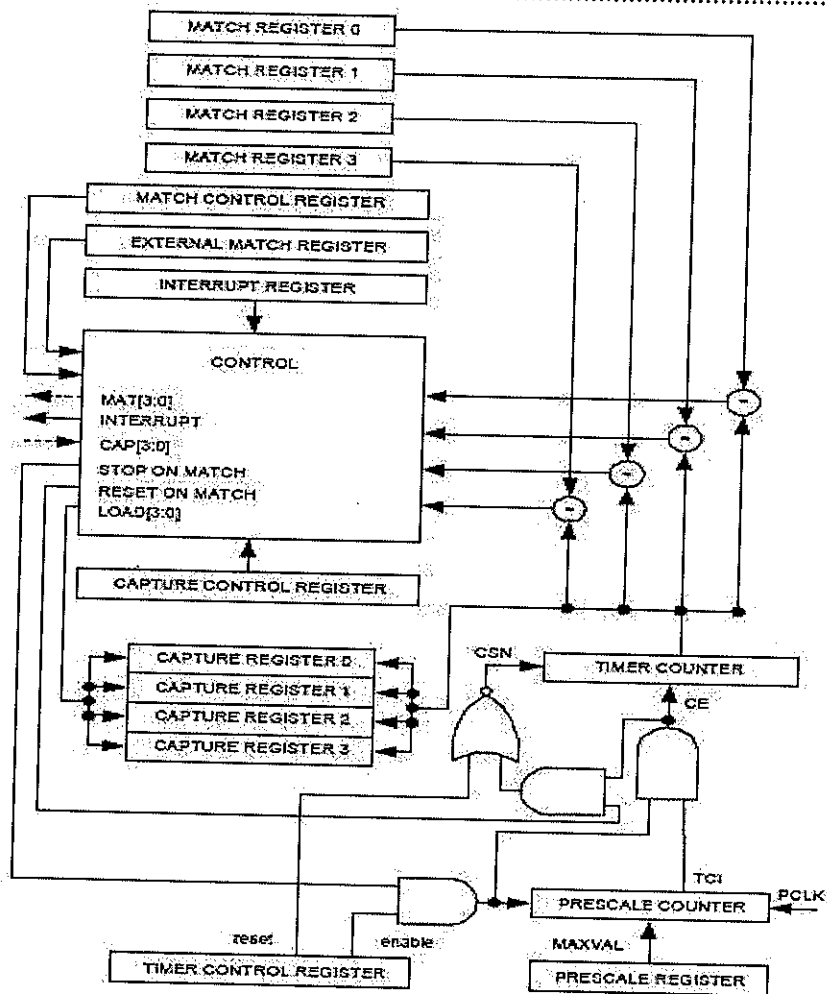 MATCH REGISTER 0
MATCH REGISTER 1
MATCH REGISTER 2
MATCH REGISTER 3
MATCH CONTROL REGISTER
EXTERNAL MATCH REGISTER
INTERRUPT REGISTER
CONTROL
MAT[3:0]
INTERRUPT
CAP[3:0]
STOP ON MATCH
RESET ON MATCH
LOAD[3:0]
CAPTURE CONTROL REGISTER
CAPTURE REGISTER 0
CAPTURE REGISTER 1
CAPTURE REGISTER 2
CAPTURE REGISTER 3
CSN
TIMER COUNTER
CE
TCI
PCLK
PRESCALE COUNTER
reset
enable
MAXVAL
TIMER CONTROL REGISTER
PRESCALE REGISTER